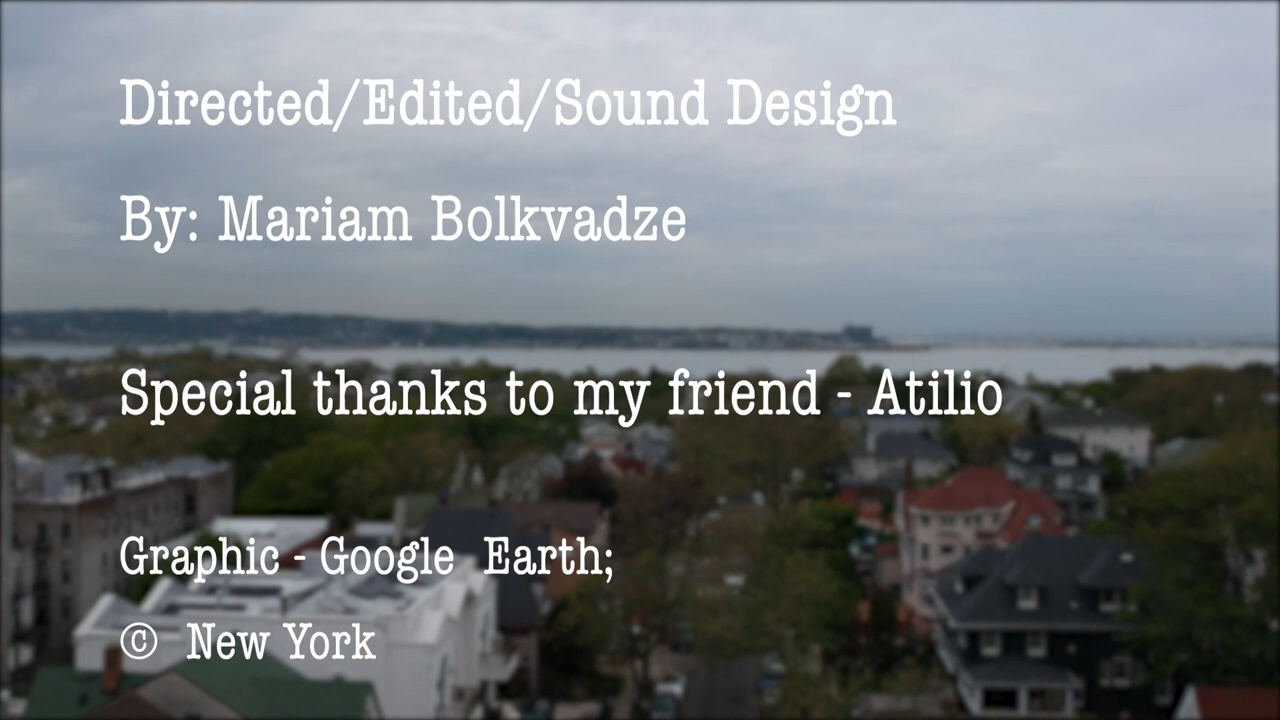 Directed/Edited/Sound Design
By: Mariam Bolkvadze
Special thanks to my friend - Atilio
Graphic - Google Earth;
© New York